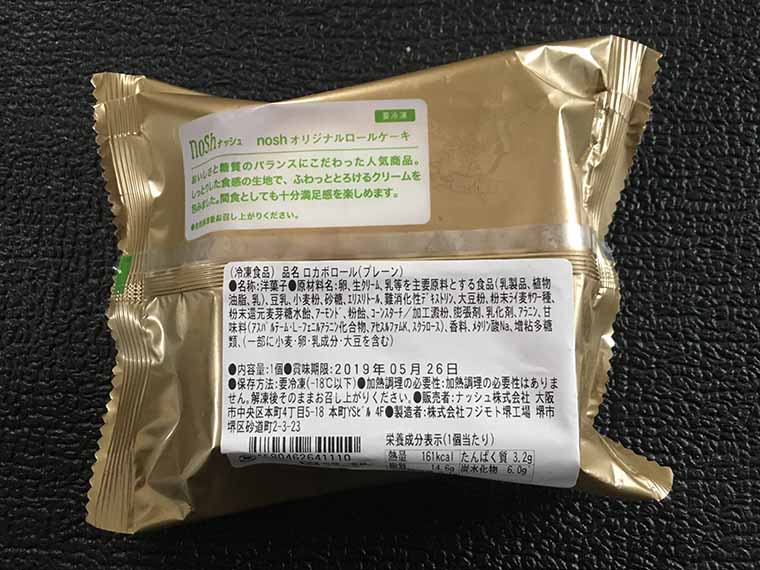 要冷凍
nosh ナッシュ nosh オリジナルロールケーキ
おいしさと糖質のバランスにこだわった人気商品。
しっとりした食感の生地で、ふわっととろけるクリームを
包みました。間食としても十分満足感を楽しめます。
お召し上がりください。
(冷凍食品) 品名 ロカボロール(プレーン)
●名称:洋菓子●原材料名:卵、生クリーム、乳等を主要原料とする食品(乳製品、植物
油脂、乳)、豆乳、小麦粉、砂糖、エリスリトール、難消化性デキストリン、大豆粉、粉末ライ麦サワー種、
粉末還元麦芽糖水飴、アーモンド、粉飴、コーンスターチ/加工澱粉、膨張剤、乳化剤、アラニン、甘
味料(アスパルテーム・L-フェニルアラニン化合物、アセスルファムK、スクラロース)、香料、メタリン酸Na、増粘多糖
類、(一部に小麦・卵・乳成分・大豆を含む)
●内容量:1個●賞味期限:2019年05月26日
●保存方法:要冷凍(-18℃以下)●加熱調理の必要性:加熱調理の必要性はありま
せん。解凍後そのままお召し上がりください。●販売者:ナッシュ株式会社 大阪
市中央区本町4丁目5-18 本町YSビル 4F●製造者:株式会社フジモト堺工場 堺市
堺区砂道町2-3-23
栄養成分表示(1個当たり)
熱量 161kcal たんぱく質 3.2g
脂質 14.6g 炭水化物 6.0g